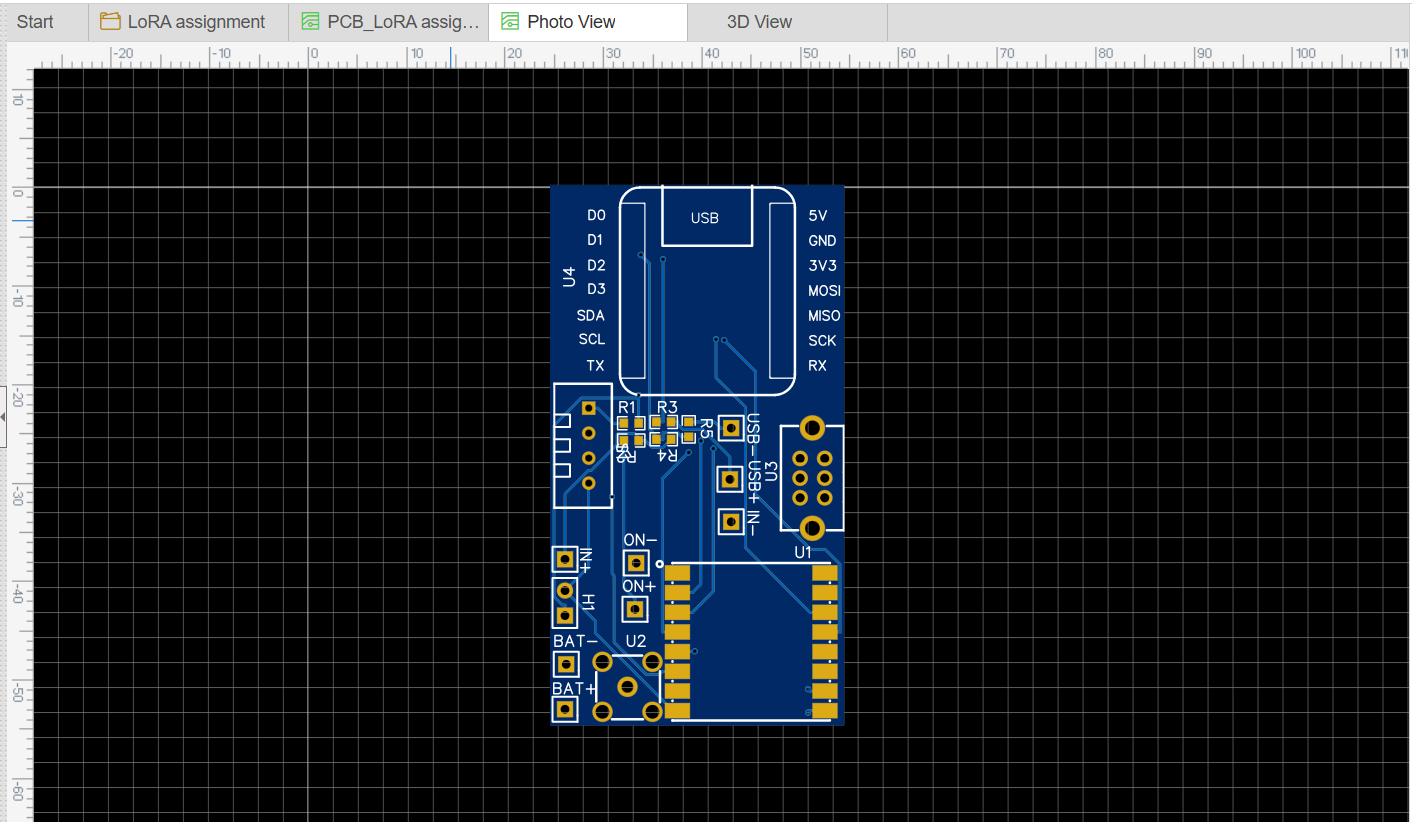 Start LoRA assignment PCB_LoRA assig... Photo View 3D View
-20 -10 0 10 20 30 40 50 60 70 80 90 100 110
10
0
-10
-20
-30
-40
-50
-60
USB
D0 5V
D1 GND
D2 3V3
U4
D3 MOSI
SDA MISO
SCL SCK
TX RX
R1 R3
R5
USB-
R4
USB+
U3
IN-
ON- U1
IN+
ON+
H1
BAT- U2
BAT+